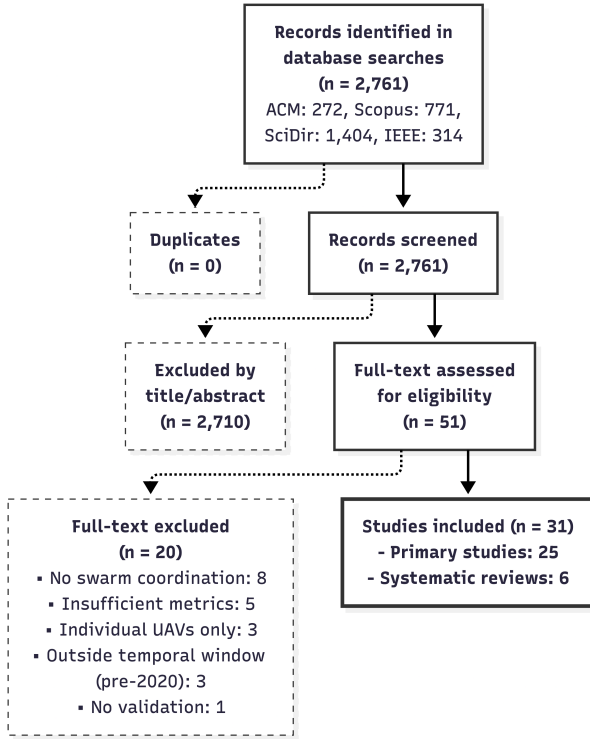 Records identified in
database searches
(n = 2,761)
ACM: 272, Scopus: 771,
SciDir: 1,404, IEEE: 314
Duplicates
(n = 0)
Records screened
(n = 2,761)
Excluded by
title/abstract
(n = 2,710)
Full-text assessed
for eligibility
(n = 51)
Full-text excluded
(n = 20)
▪ No swarm coordination: 8
▪ Insufficient metrics: 5
▪ Individual UAVs only: 3
▪ Outside temporal window
(pre-2020): 3
▪ No validation: 1
Studies included (n = 31)
- Primary studies: 25
- Systematic reviews: 6